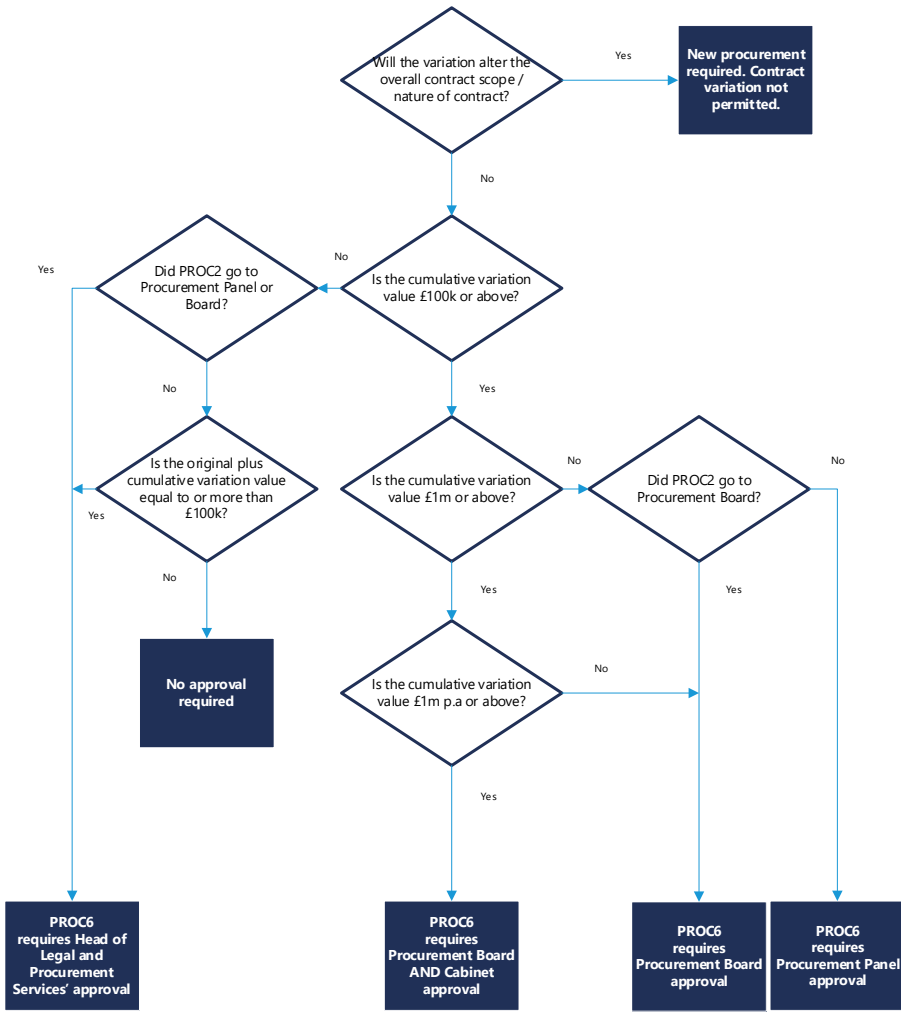 Will the variation alter the
overall contract scope /
nature of contract?
Yes
New procurement
required. Contract
variation not
permitted.
No
Yes
Did PROC2 go to
Procurement Panel or
Board?
No
Is the cumulative variation
value £100k or above?
No
Yes
Is the original plus
cumulative variation value
equal to or more than
£100k?
Yes
Is the cumulative variation
value £1m or above?
No
Did PROC2 go to
Procurement Board?
No
No
Yes
Yes
No approval
required
Is the cumulative variation
value £1m p.a or above?
No
Yes
PROC6
requires Head of
Legal and
Procurement
Services’ approval
PROC6
requires
Procurement Board
AND Cabinet
approval
PROC6
requires
Procurement Board
approval
PROC6
requires
Procurement Panel
approval